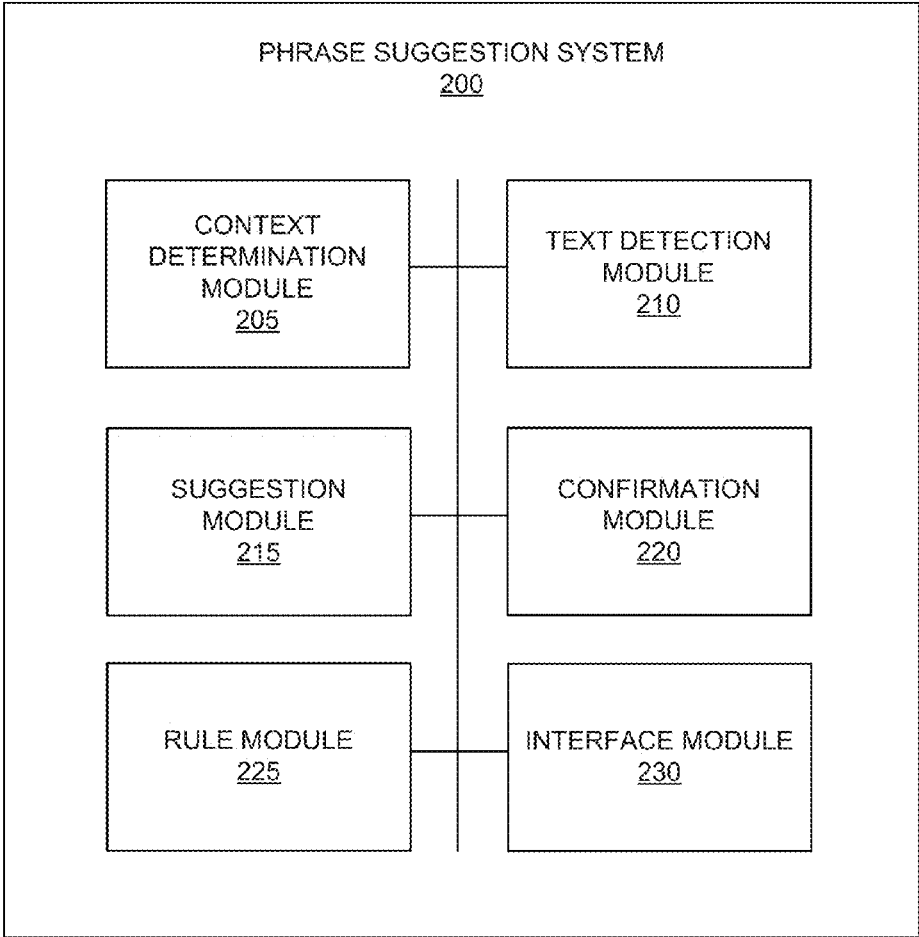 PHRASE SUGGESTION SYSTEM
200
CONTEXT
DETERMINATION
MODULE
205
TEXT DETECTION
MODULE
210
SUGGESTION
MODULE
215
CONFIRMATION
MODULE
220
RULE MODULE
225
INTERFACE MODULE
230